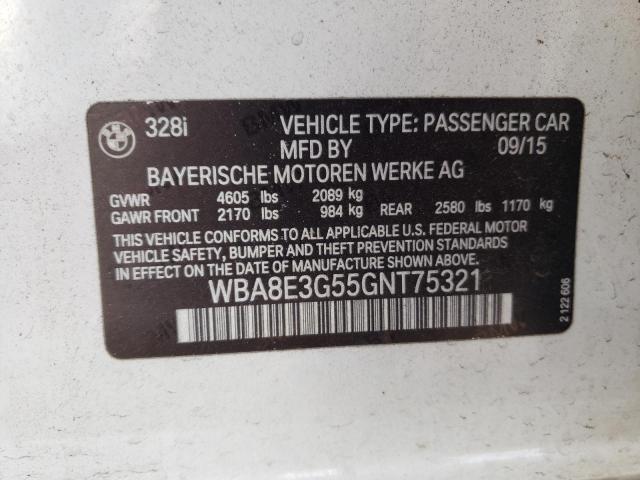 BMW 328i VEHICLE TYPE: PASSENGER CAR
MFD BY 09/15
BAYERISCHE MOTOREN WERKE AG
GVWR 4605 lbs 2089 kg
GAWR FRONT 2170 lbs 984 kg REAR 2580 lbs 1170 kg
THIS VEHICLE CONFORMS TO ALL APPLICABLE U.S. FEDERAL MOTOR
VEHICLE SAFETY, BUMPER AND THEFT PREVENTION STANDARDS
IN EFFECT ON THE DATE OF MANUFACTURE SHOWN ABOVE.
WBA8E3G55GNT75321
2 122 606